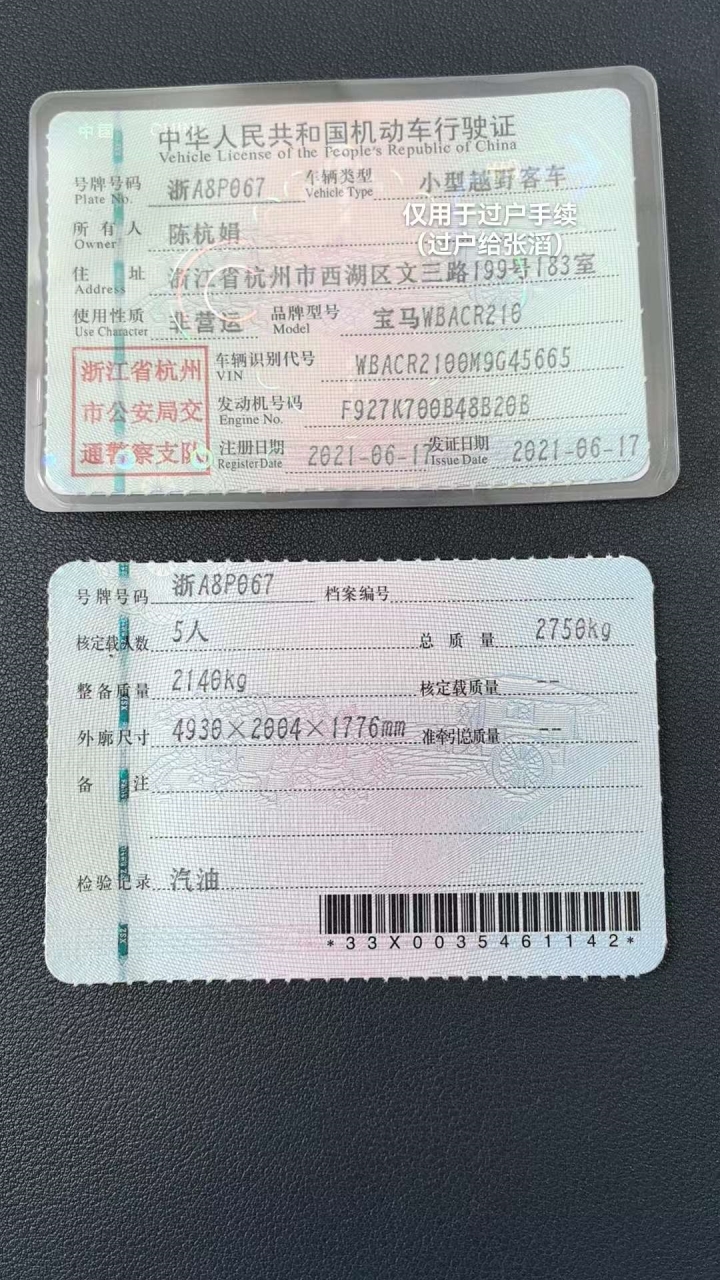 中国 CHINA
中华人民共和国机动车行驶证
Vehicle License of the People's Republic of China
号牌号码 浙A8P067 车辆类型 小型越野客车
Plate No. Vehicle Type
仅用于过户手续
所有人 陈杭娟
Owner
(过户给张滔)
住址 浙江省杭州市西湖区文三路199号183室
Address
使用性质 非营运 品牌型号 宝马WBACR210
Use Character Model
浙江省杭州
市公安局交
通警察支队
车辆识别代号 WBACR2100M9G45665
VIN
发动机号码 F927K700B48B20B
Engine No.
注册日期 2021-06-17 发证日期 2021-06-17
Register Date Issue Date
号牌号码 浙A8P067 档案编号
核定载人数 5人 总质量 2750kg
整备质量 2140kg 核定载质量 --
外廓尺寸 4930×2004×1776mm 准牵引总质量 --
备注
检验记录 汽油
*33X0035461142*